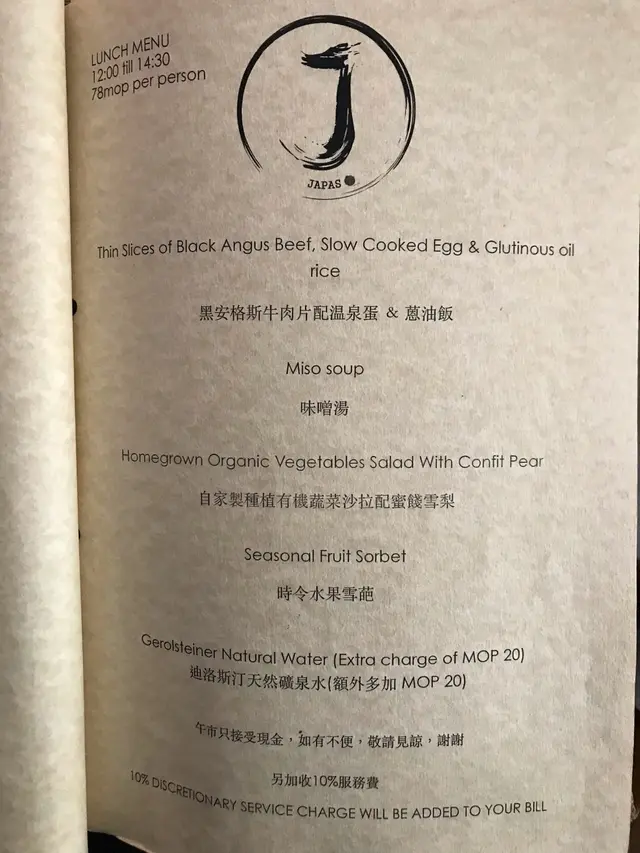 LUNCH MENU
12:00 till 14:30
78mop per person
J
JAPAS
Thin Slices of Black Angus Beef, Slow Cooked Egg & Glutinous oil
rice
黑安格斯牛肉片配温泉蛋 & 蔥油飯
Miso soup
味噌湯
Homegrown Organic Vegetables Salad With Confit Pear
自家製種植有機蔬菜沙拉配蜜餞雪梨
Seasonal Fruit Sorbet
時令水果雪葩
Gerolsteiner Natural Water (Extra charge of MOP 20)
迪洛斯汀天然礦泉水(額外多加 MOP 20)
午市只接受現金，如有不便，敬請見諒，謝謝
另加收10%服務費
10% DISCRETIONARY SERVICE CHARGE WILL BE ADDED TO YOUR BILL